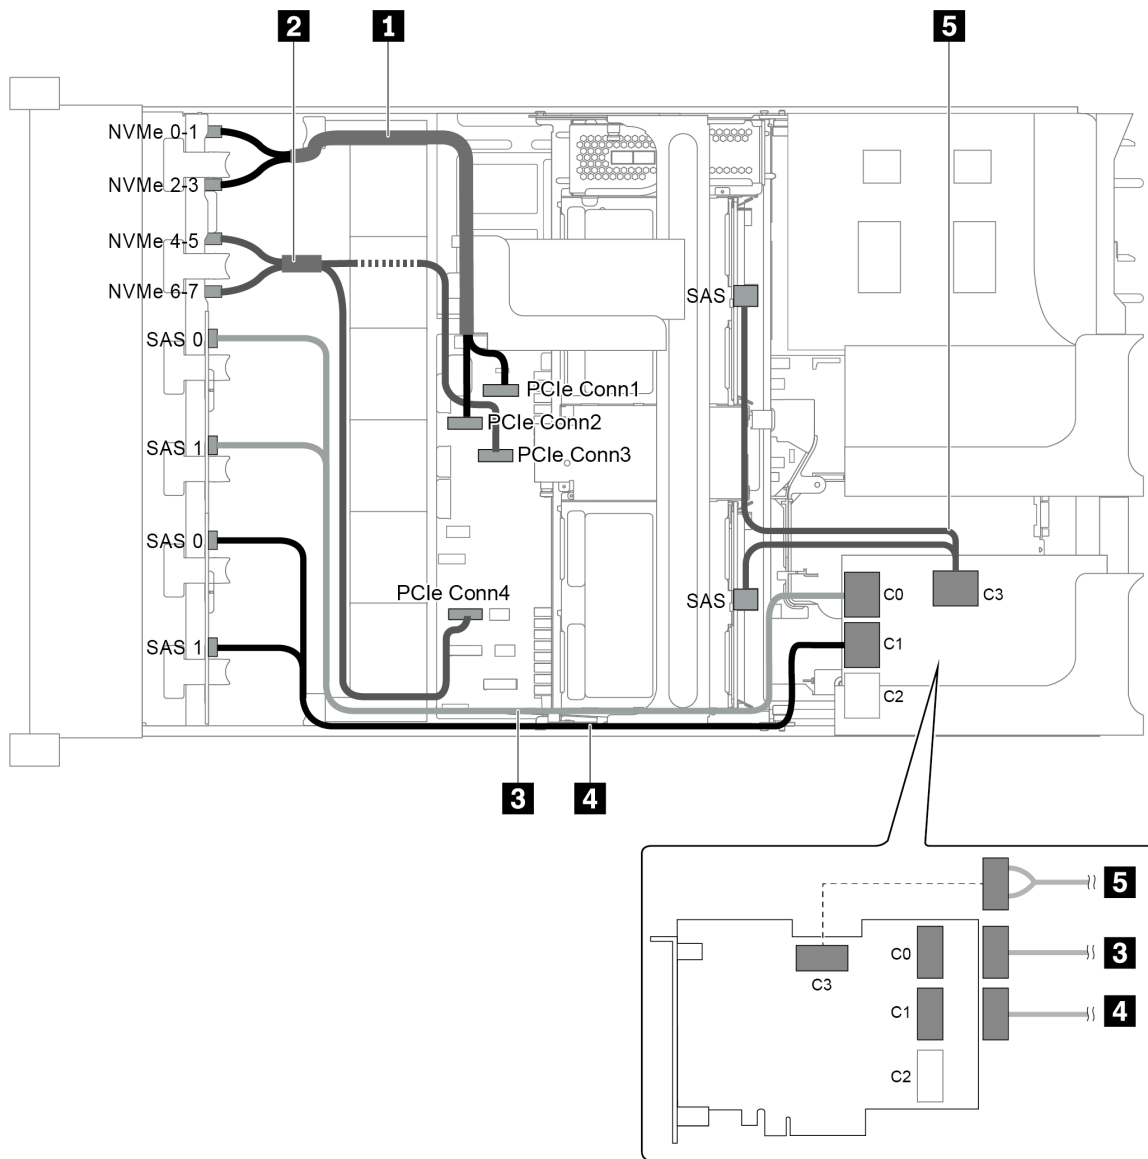 2 1 5
NVMe 0-1
NVMe 2-3
NVMe 4-5
NVMe 6-7
SAS
SAS 0
PCIe Conn1
PCIe Conn2
SAS 1
PCIe Conn3
SAS 0
PCIe Conn4
SAS
C0
C3
SAS 1
C1
C2
3 4
5
C0
3
C3
C1
4
C2